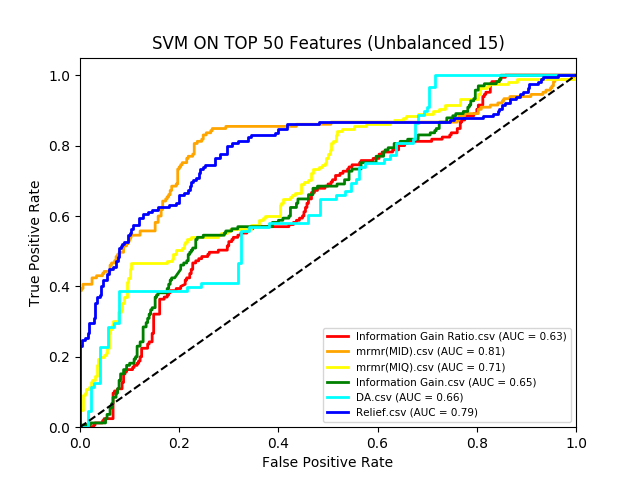 SVM ON TOP 50 Features (Unbalanced 15)
True Positive Rate
1.0
0.8
0.6
0.4
0.2
0.0
Information Gain Ratio.csv (AUC = 0.63)
mrmr(MID).csv (AUC = 0.81)
mrmr(MIQ).csv (AUC = 0.71)
Information Gain.csv (AUC = 0.65)
DA.csv (AUC = 0.66)
Relief.csv (AUC = 0.79)
0.0 0.2 0.4 0.6 0.8 1.0
False Positive Rate